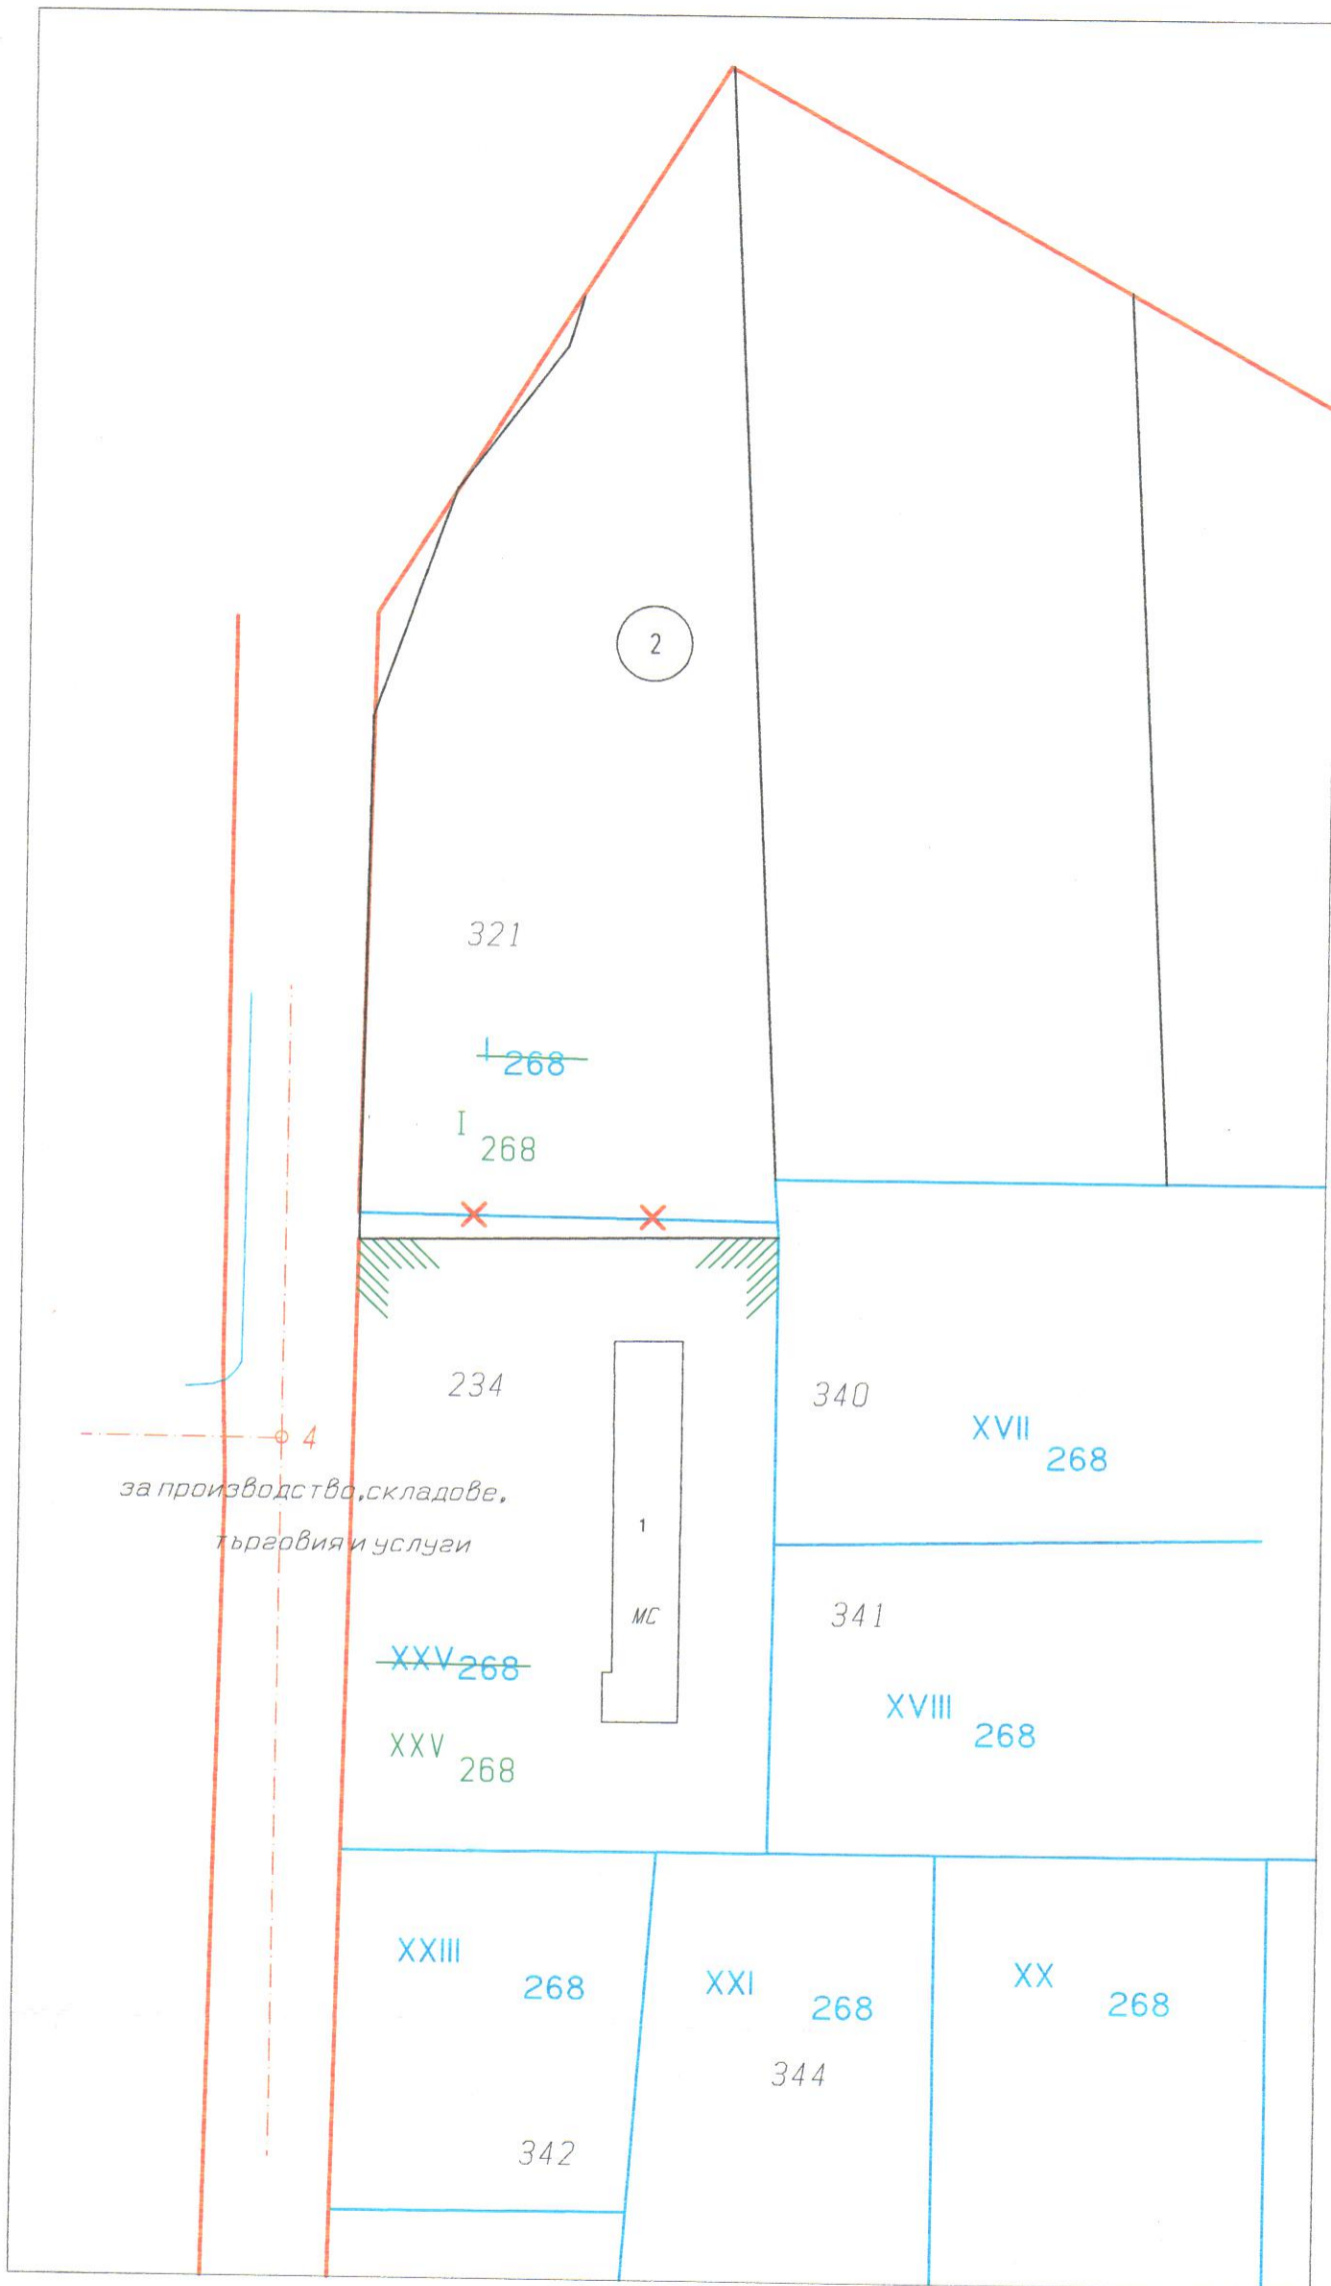 2
321
I 268
I 268
234
340
XVII 268
4
за производство, складове,
търговия и услуги
1
МС
341
XXV 268
XVIII 268
XXV 268
XXIII 268
XXI 268
XX 268
344
342